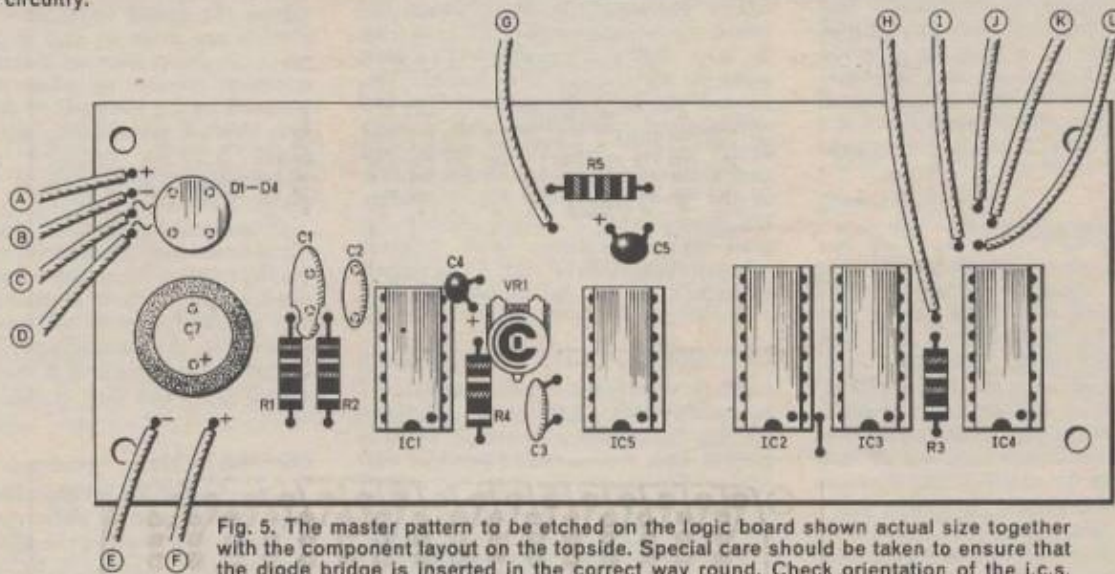 circuitry.
G H I J K L
R5
+
A + D1—D4
B −
C C1 C2 + C5
D C4 VR1
C7 +
+ C
R1 R2 R4
− + IC1 C3 IC5 IC2 IC3 R3 IC4
E F
Fig. 5. The master pattern to be etched on the logic board shown actual size together
with the component layout on the topside. Special care should be taken to ensure that
the diode bridge is inserted in the correct way round. Check orientation of the i.c.s.